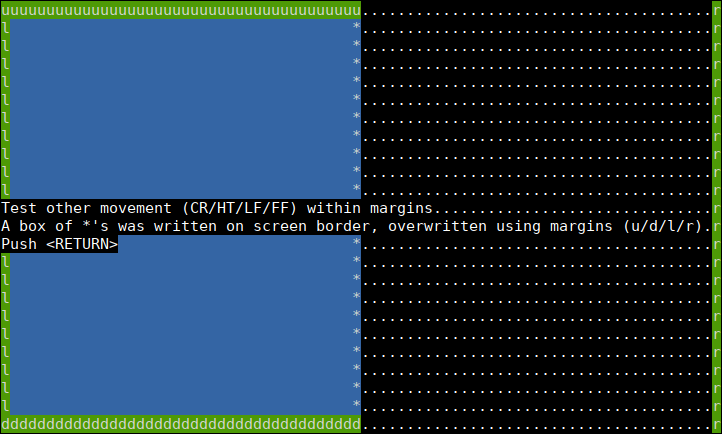 uuuuuuuuuuuuuuuuuuuuuuuuuuuuuuuuuuuuuuuu.......................................r
l                                      *.......................................r
l                                      *.......................................r
l                                      *.......................................r
l                                      *.......................................r
l                                      *.......................................r
l                                      *.......................................r
l                                      *.......................................r
l                                      *.......................................r
l                                      *.......................................r
l                                      *.......................................r
Test other movement (CR/HT/LF/FF) within margins...............................r
A box of *'s was written on screen border, overwritten using margins (u/d/l/r).r
Push <RETURN>                          *.......................................r
l                                      *.......................................r
l                                      *.......................................r
l                                      *.......................................r
l                                      *.......................................r
l                                      *.......................................r
l                                      *.......................................r
l                                      *.......................................r
l                                      *.......................................r
l                                      *.......................................r
dddddddddddddddddddddddddddddddddddddddd.......................................r